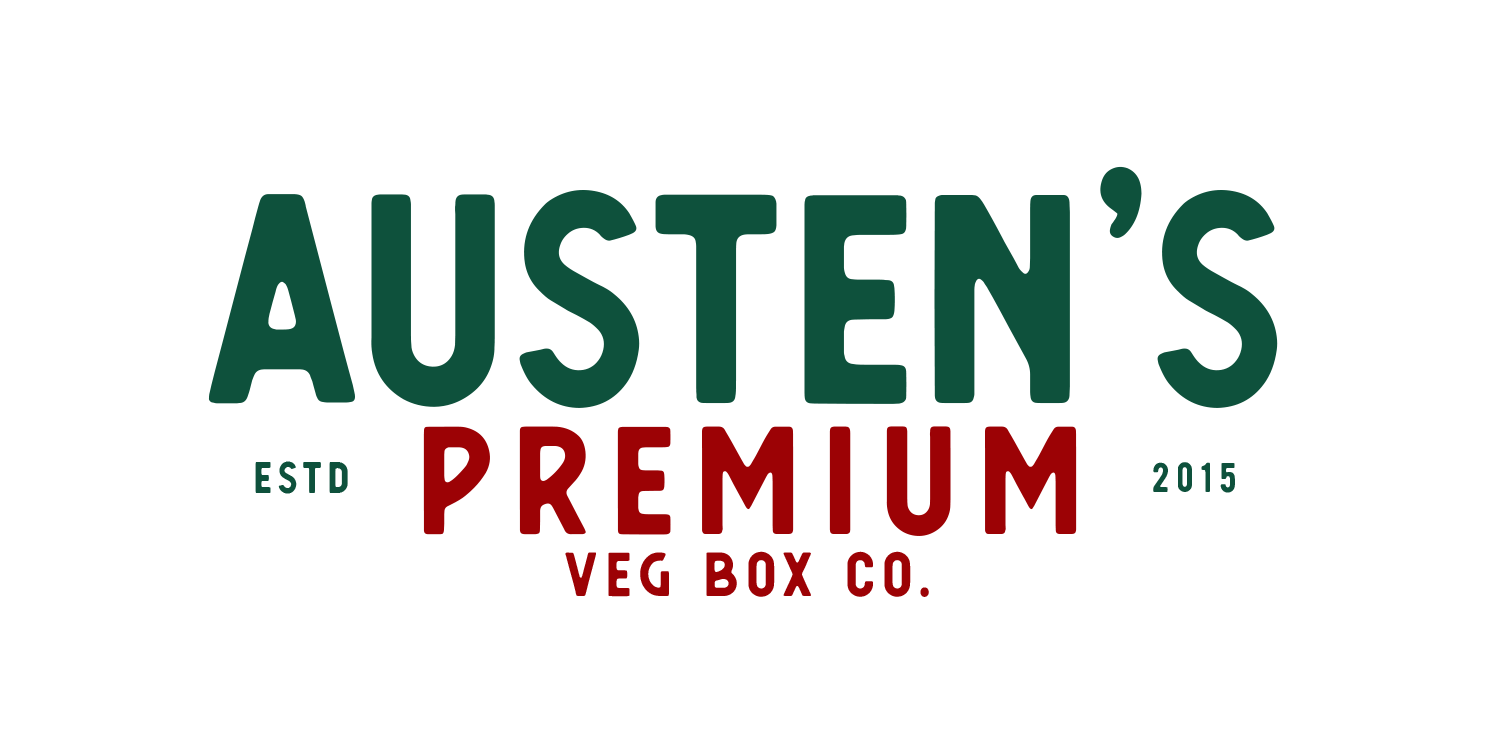 AUSTEN’S
ESTD PREMIUM 2015
VEG BOX CO.